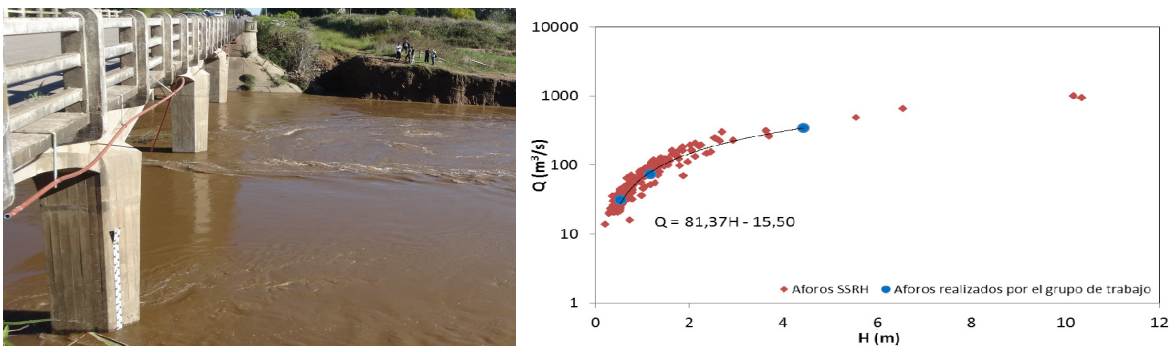 Q (m³/s)
10000
1000
100
10
1
Q = 81,37H - 15,50
Aforos SSRH
Aforos realizados por el grupo de trabajo
0
2
4
6
8
10
12
H (m)